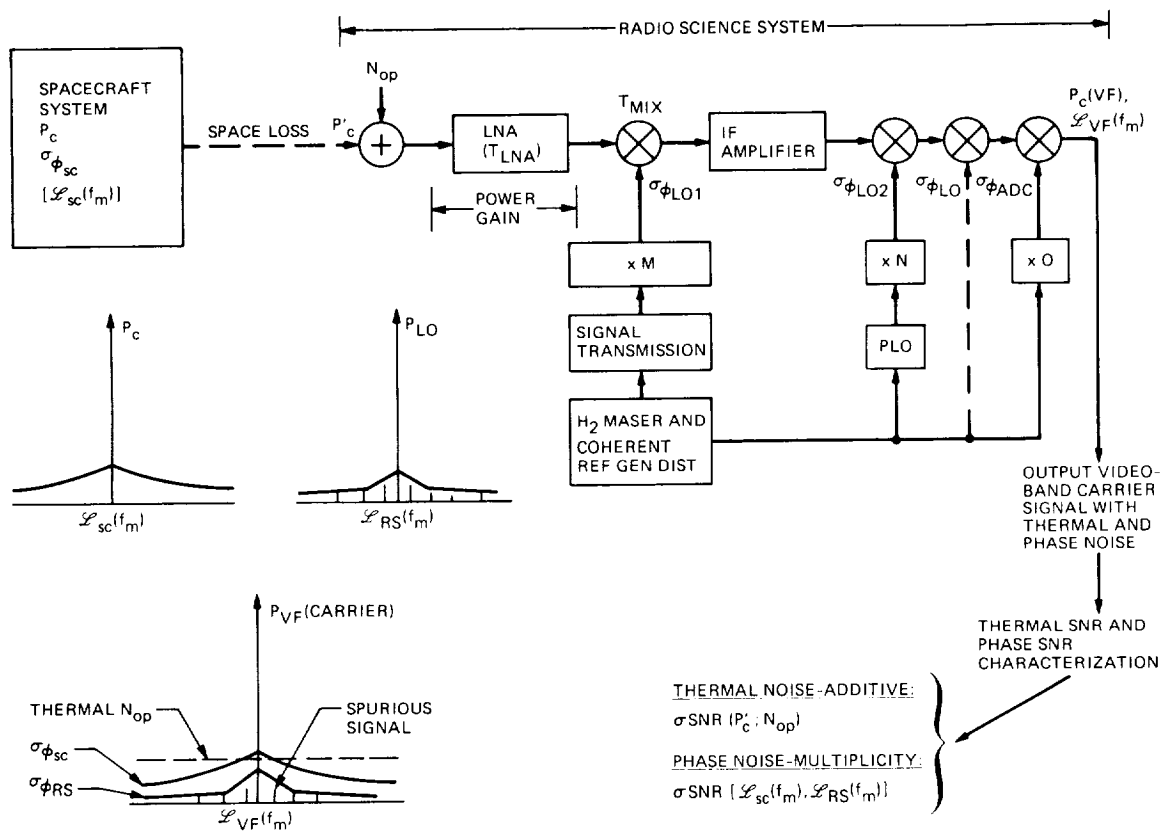 RADIO SCIENCE SYSTEM
SPACECRAFT
SYSTEM
P_c
σ_ϕsc
[ℒ_sc(f_m)]
SPACE LOSS
P'_c
N_op
+
LNA
(T_LNA)
POWER
GAIN
T_MIX
σ_ϕLO1
IF
AMPLIFIER
σ_ϕLO2
σ_ϕLO
σ_ϕADC
P_c(VF),
ℒ_VF(f_m)
x M
x N
x O
SIGNAL
TRANSMISSION
PLO
H_2 MASER AND
COHERENT
REF GEN DIST
P_c
ℒ_sc(f_m)
P_LO
ℒ_RS(f_m)
OUTPUT VIDEO-
BAND CARRIER
SIGNAL WITH
THERMAL AND
PHASE NOISE
THERMAL SNR AND
PHASE SNR
CHARACTERIZATION
P_VF(CARRIER)
THERMAL N_op
SPURIOUS
SIGNAL
σ_ϕsc
σ_ϕRS
ℒ_VF(f_m)
THERMAL NOISE-ADDITIVE:
σ SNR (P'_c, N_op)
PHASE NOISE-MULTIPLICITY:
σ SNR [ℒ_sc(f_m), ℒ_RS(f_m)]